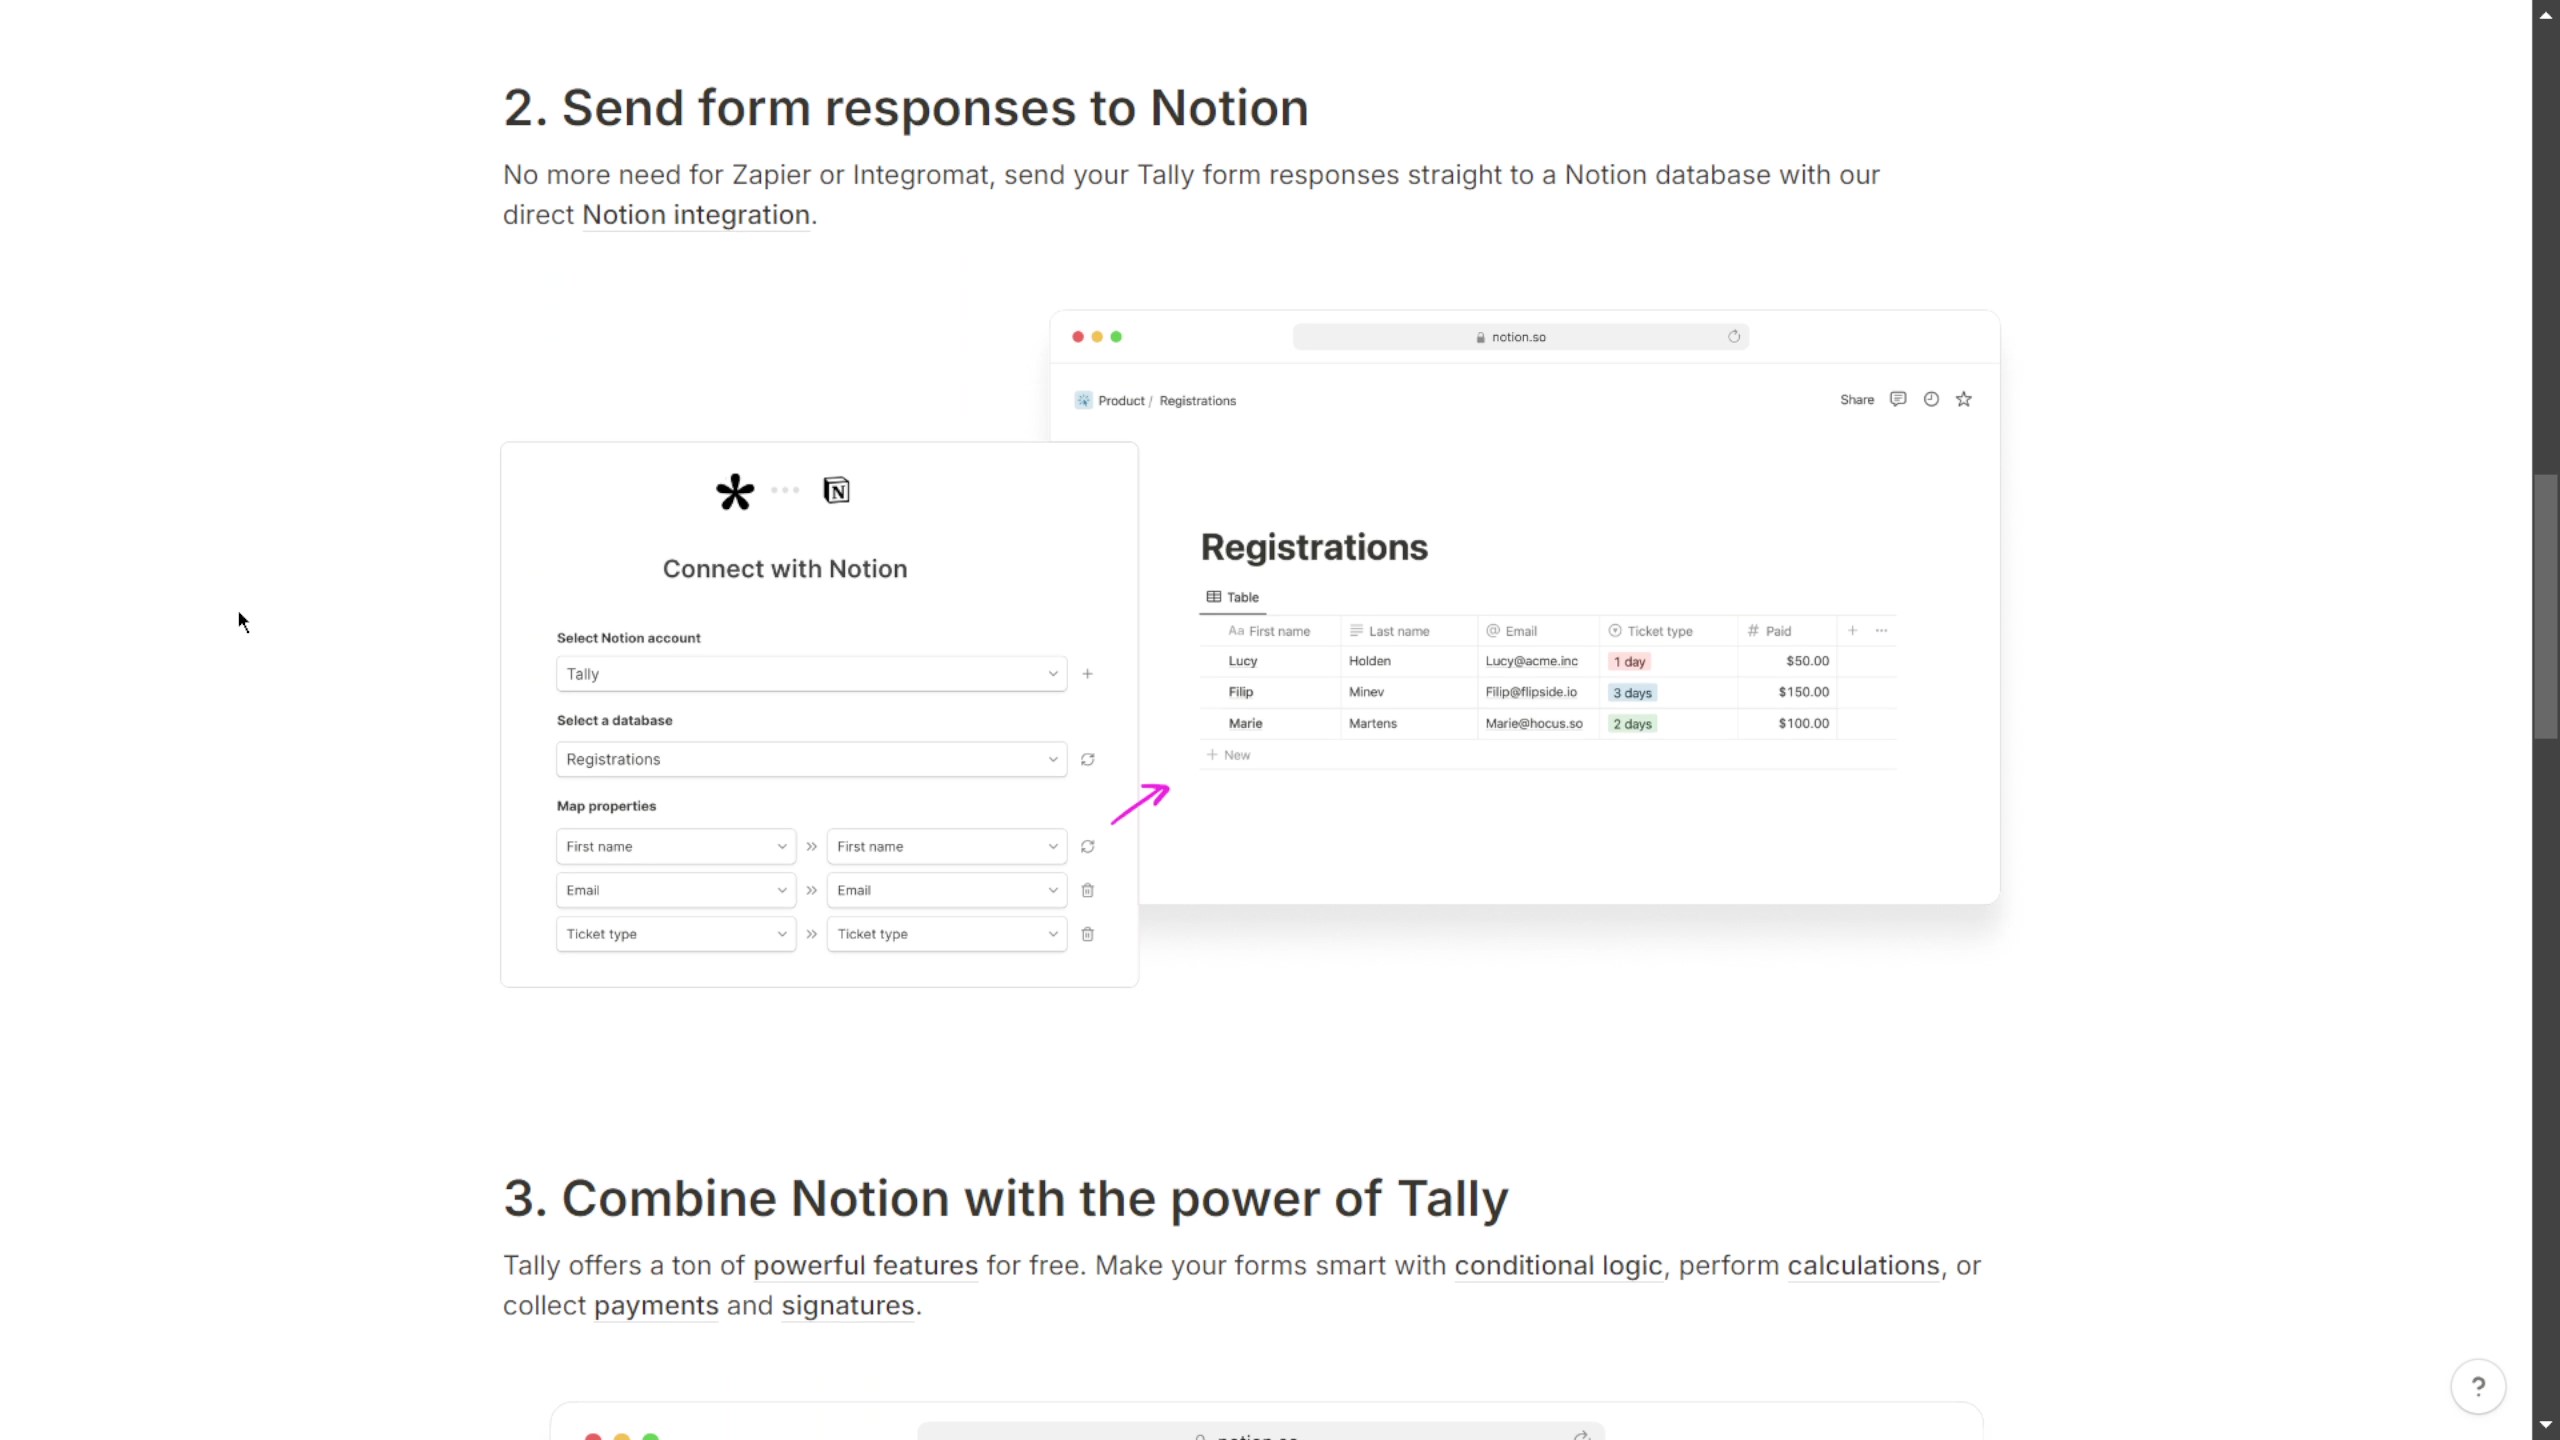 2. Send form responses to Notion
No more need for Zapier or Integromat, send your Tally form responses straight to a Notion database with our
direct Notion integration.
notion.so
Product / Registrations
Share
Connect with Notion
Select Notion account
Tally
Select a database
Registrations
Map properties
First name » First name
Email » Email
Ticket type » Ticket type
Registrations
Table
Aa First name Last name @ Email Ticket type # Paid + ···
Lucy Holden Lucy@acme.inc 1 day $50.00
Filip Minev Filip@flipside.io 3 days $150.00
Marie Martens Marie@hocus.so 2 days $100.00
+ New
3. Combine Notion with the power of Tally
Tally offers a ton of powerful features for free. Make your forms smart with conditional logic, perform calculations, or
collect payments and signatures.
?